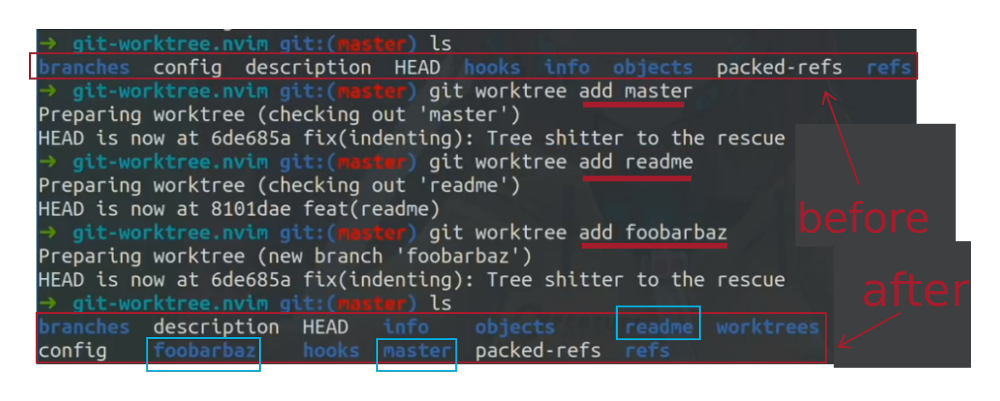 → git-worktree.nvim git:(master) ls
branches config description HEAD hooks info objects packed-refs refs
→ git-worktree.nvim git:(master) git worktree add master
Preparing worktree (checking out 'master')
HEAD is now at 6de685a fix(indenting): Tree shitter to the rescue
→ git-worktree.nvim git:(master) git worktree add readme
Preparing worktree (checking out 'readme')
HEAD is now at 8101dae feat(readme)
before
→ git-worktree.nvim git:(master) git worktree add foobarbaz
Preparing worktree (new branch 'foobarbaz')
HEAD is now at 6de685a fix(indenting): Tree shitter to the rescue
after
→ git-worktree.nvim git:(master) ls
branches description HEAD info objects readme worktrees
config foobarbaz hooks master packed-refs refs